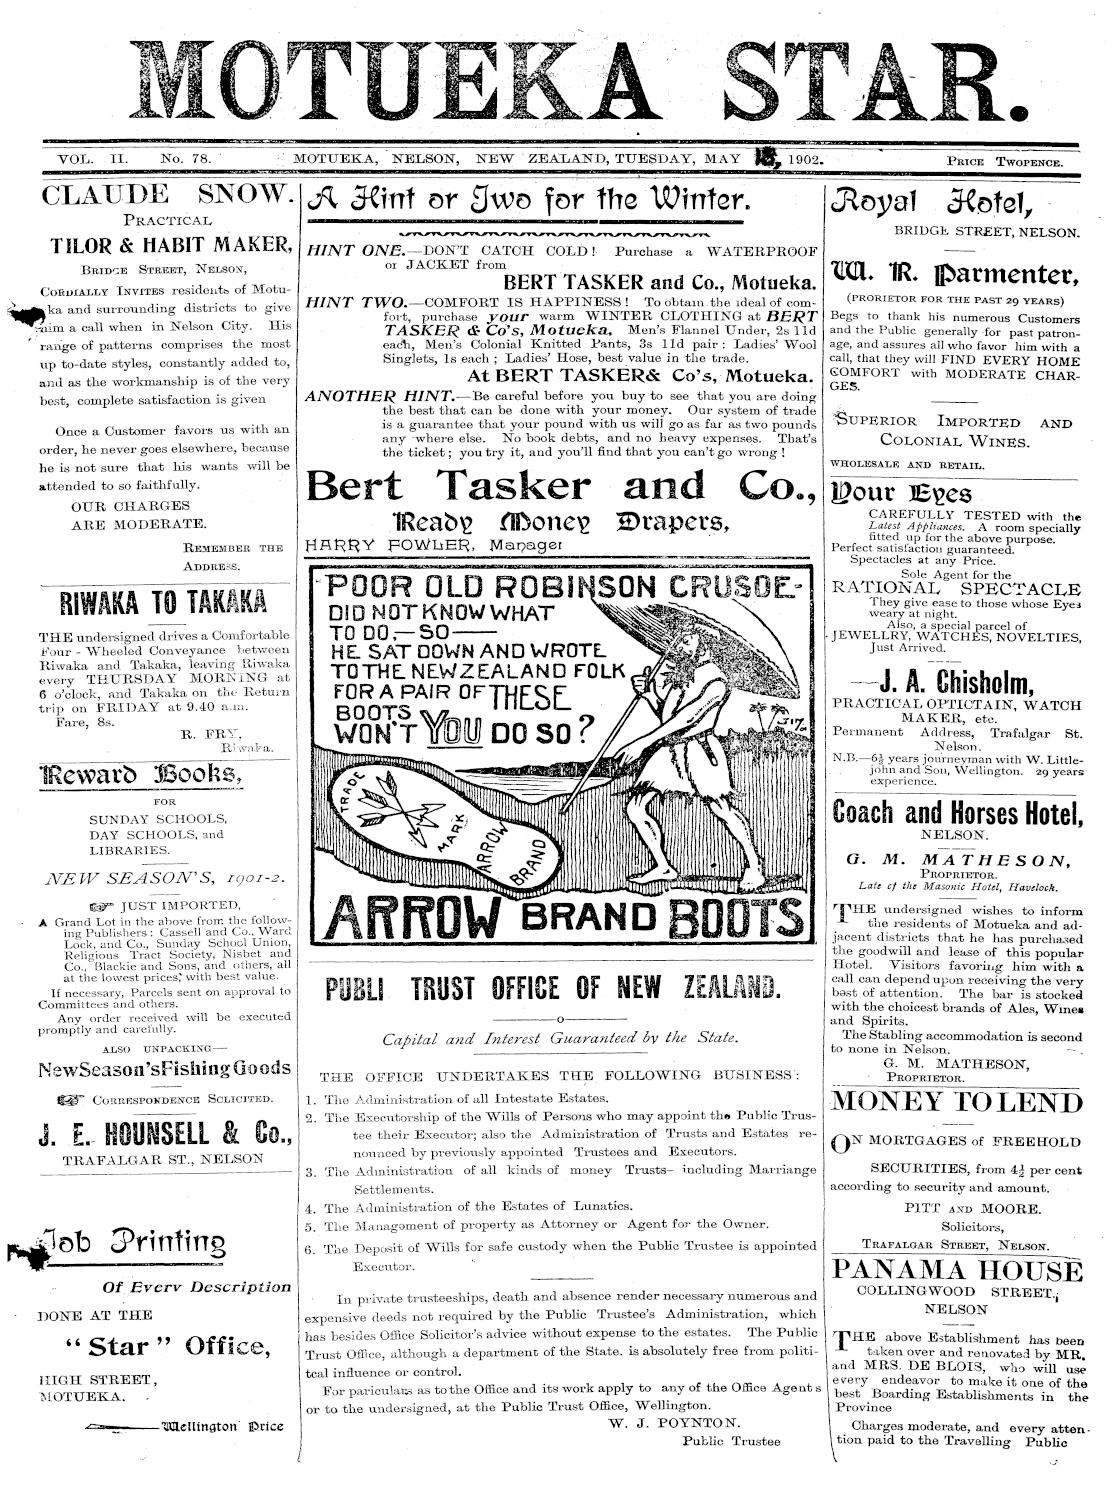 MOTUEKA STAR.
VOL. II. No. 78. MOTUEKA, NELSON, NEW ZEALAND, TUESDAY, MAY 1902. PRICE TWOPENCE.
CLAUDE SNOW.
PRACTICAL
TILOR & HABIT MAKER,
BRIDGE STREET, NELSON,
CORDIALLY INVITES residents of Motu-
ka and surrounding districts to give
him a call when in Nelson City. His
range of patterns comprises the most
up to-date styles, constantly added to,
and as the workmanship is of the very
best, complete satisfaction is given
Once a Customer favors us with an
order, he never goes elsewhere, because
he is not sure that his wants will be
attended to so faithfully.
OUR CHARGES
ARE MODERATE.
REMEMBER THE
ADDRESS.
RIWAKA TO TAKAKA
THE undersigned drives a Comfortable
Four - Wheeled Conveyance between
Riwaka and Takaka, leaving Riwaka
every THURSDAY MORNING at
6 o'clock, and Takaka on the Return
trip on FRIDAY at 9.40 a.m.
Fare, 8s.
R. FRY,
Riwaka.
Reward Books,
FOR
SUNDAY SCHOOLS,
DAY SCHOOLS, and
LIBRARIES.
NEW SEASON'S, 1901-2.
☞ JUST IMPORTED,
A Grand Lot in the above from the follow-
ing Publishers: Cassell and Co., Ward
Lock, and Co., Sunday School Union,
Religious Tract Society, Nisbet and
Co., Blackie and Sons, and others, all
at the lowest prices, with best value.
If necessary, Parcels sent on approval to
Committees and others.
Any order received will be executed
promptly and carefully.
ALSO UNPACKING—
NewSeason'sFishingGoods
☞ CORRESPONDENCE SOLICITED.
J. E. HOUNSELL & Co.,
TRAFALGAR ST., NELSON
Job Printing
Of Every Description
DONE AT THE
"Star" Office,
HIGH STREET,
MOTUEKA.
Wellington Price
A Hint or Two for the Winter.
HINT ONE.—DON'T CATCH COLD! Purchase a WATERPROOF
or JACKET from
BERT TASKER and Co., Motueka.
HINT TWO.—COMFORT IS HAPPINESS! To obtain the ideal of com-
fort, purchase your warm WINTER CLOTHING at BERT
TASKER & Co's, Motueka. Men's Flannel Under, 2s 11d
each, Men's Colonial Knitted Pants, 3s 11d pair: Ladies' Wool
Singlets, 1s each; Ladies' Hose, best value in the trade.
At BERT TASKER& Co's, Motueka.
ANOTHER HINT.—Be careful before you buy to see that you are doing
the best that can be done with your money. Our system of trade
is a guarantee that your pound with us will go as far as two pounds
any where else. No book debts, and no heavy expenses. That's
the ticket; you try it, and you'll find that you can't go wrong!
Bert Tasker and Co.,
Ready Money Drapers,
HARRY FOWLER, Manager
POOR OLD ROBINSON CRUSOE-
DID NOT KNOW WHAT
TO DO,—SO—
HE SAT DOWN AND WROTE
TO THE NEW ZEALAND FOLK
FOR A PAIR OF THESE
BOOTS
WON'T YOU DO SO?
TRADE
MARK
ARROW
BRAND
ARROW BRAND BOOTS
PUBLI TRUST OFFICE OF NEW ZEALAND.
—o—
Capital and Interest Guaranteed by the State.
THE OFFICE UNDERTAKES THE FOLLOWING BUSINESS:
1. The Administration of all Intestate Estates.
2. The Executorship of the Wills of Persons who may appoint the Public Trus-
tee their Executor; also the Administration of Trusts and Estates re-
nounced by previously appointed Trustees and Executors.
3. The Administration of all kinds of money Trusts- including Marriange
Settlements.
4. The Administration of the Estates of Lunatics.
5. The Management of property as Attorney or Agent for the Owner.
6. The Deposit of Wills for safe custody when the Public Trustee is appointed
Executor.
In private trusteeships, death and absence render necessary numerous and
expensive deeds not required by the Public Trustee's Administration, which
has besides Office Solicitor's advice without expense to the estates. The Public
Trust Office, although a department of the State. is absolutely free from politi-
tcal influence or control.
For pariculars as to the Office and its work apply to any of the Office Agents
or to the undersigned, at the Public Trust Office, Wellington.
W. J. POYNTON.
Public Trustee
Royal Hotel,
BRIDGE STREET, NELSON.
W. R. Parmenter,
(PRORIETOR FOR THE PAST 29 YEARS)
Begs to thank his numerous Customers
and the Public generally for past patron-
age, and assures all who favor him with a
call, that they will FIND EVERY HOME
COMFORT with MODERATE CHAR-
GES.
SUPERIOR IMPORTED AND
COLONIAL WINES.
WHOLESALE AND RETAIL.
Your Eyes
CAREFULLY TESTED with the
Latest Appliances. A room specially
fitted up for the above purpose.
Perfect satisfaction guaranteed.
Spectacles at any Price.
Sole Agent for the
RATIONAL SPECTACLE
They give ease to those whose Eyes
weary at night.
Also, a special parcel of
JEWELLRY, WATCHES, NOVELTIES,
Just Arrived.
—J. A. Chisholm,
PRACTICAL OPTICTAIN, WATCH
MAKER, etc.
Permanent Address, Trafalgar St.
Nelson.
N.B.—6½ years journeyman with W. Little-
john and Son, Wellington. 29 years
experience.
Coach and Horses Hotel,
NELSON.
G. M. MATHESON,
PROPRIETOR.
Late of the Masonic Hotel, Havelock.
THE undersigned wishes to inform
the residents of Motueka and ad-
jacent districts that he has purchased
the goodwill and lease of this popular
Hotel. Visitors favoring him with a
call can depend upon receiving the very
best of attention. The bar is stocked
with the choicest brands of Ales, Wines
and Spirits.
The Stabling accommodation is second
to none in Nelson.
G. M. MATHESON,
PROPRIETOR.
MONEY TO LEND
ON MORTGAGES of FREEHOLD
SECURITIES, from 4½ per cent
according to security and amount.
PITT AND MOORE.
Solicitors,
TRAFALGAR STREET, NELSON.
PANAMA HOUSE
COLLINGWOOD STREET.;
NELSON
THE above Establishment has been
taken over and renovated by MR.
and MRS. DE BLOIS, who will use
every endeavor to make it one of the
best Boarding Establishments in the
Province
Charges moderate, and every atten-
tion paid to the Travelling Public